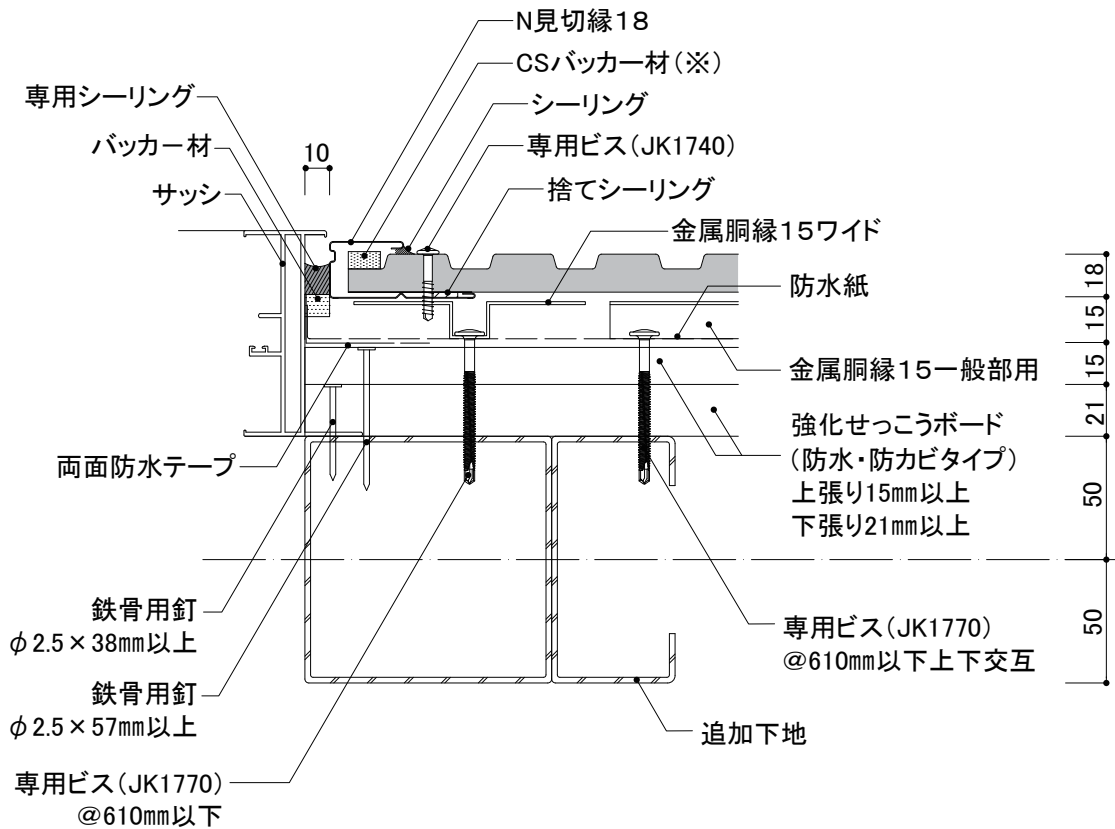 N見切縁18
CSバッカー材(※)
シーリング
専用ビス(JK1740)
捨てシーリング
金属胴縁15ワイド
防水紙
金属胴縁15一般部用
強化せっこうボード
(防水・防カビタイプ)
上張り15mm以上
下張り21mm以上
専用ビス(JK1770)
@610mm以下上下交互
追加下地
専用シーリング
バッカー材
サッシ
10
両面防水テープ
鉄骨用釘
φ2.5×38mm以上
鉄骨用釘
φ2.5×57mm以上
専用ビス(JK1770)
@610mm以下
18
15
15
21
50
50